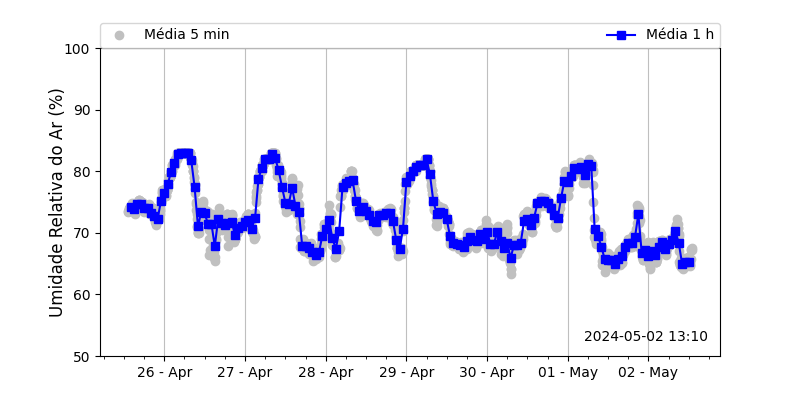 Média 5 min
Média 1 h
Umidade Relativa do Ar (%)
100
90
80
70
60
50
2024-05-02 13:10
26 - Apr
27 - Apr
28 - Apr
29 - Apr
30 - Apr
01 - May
02 - May